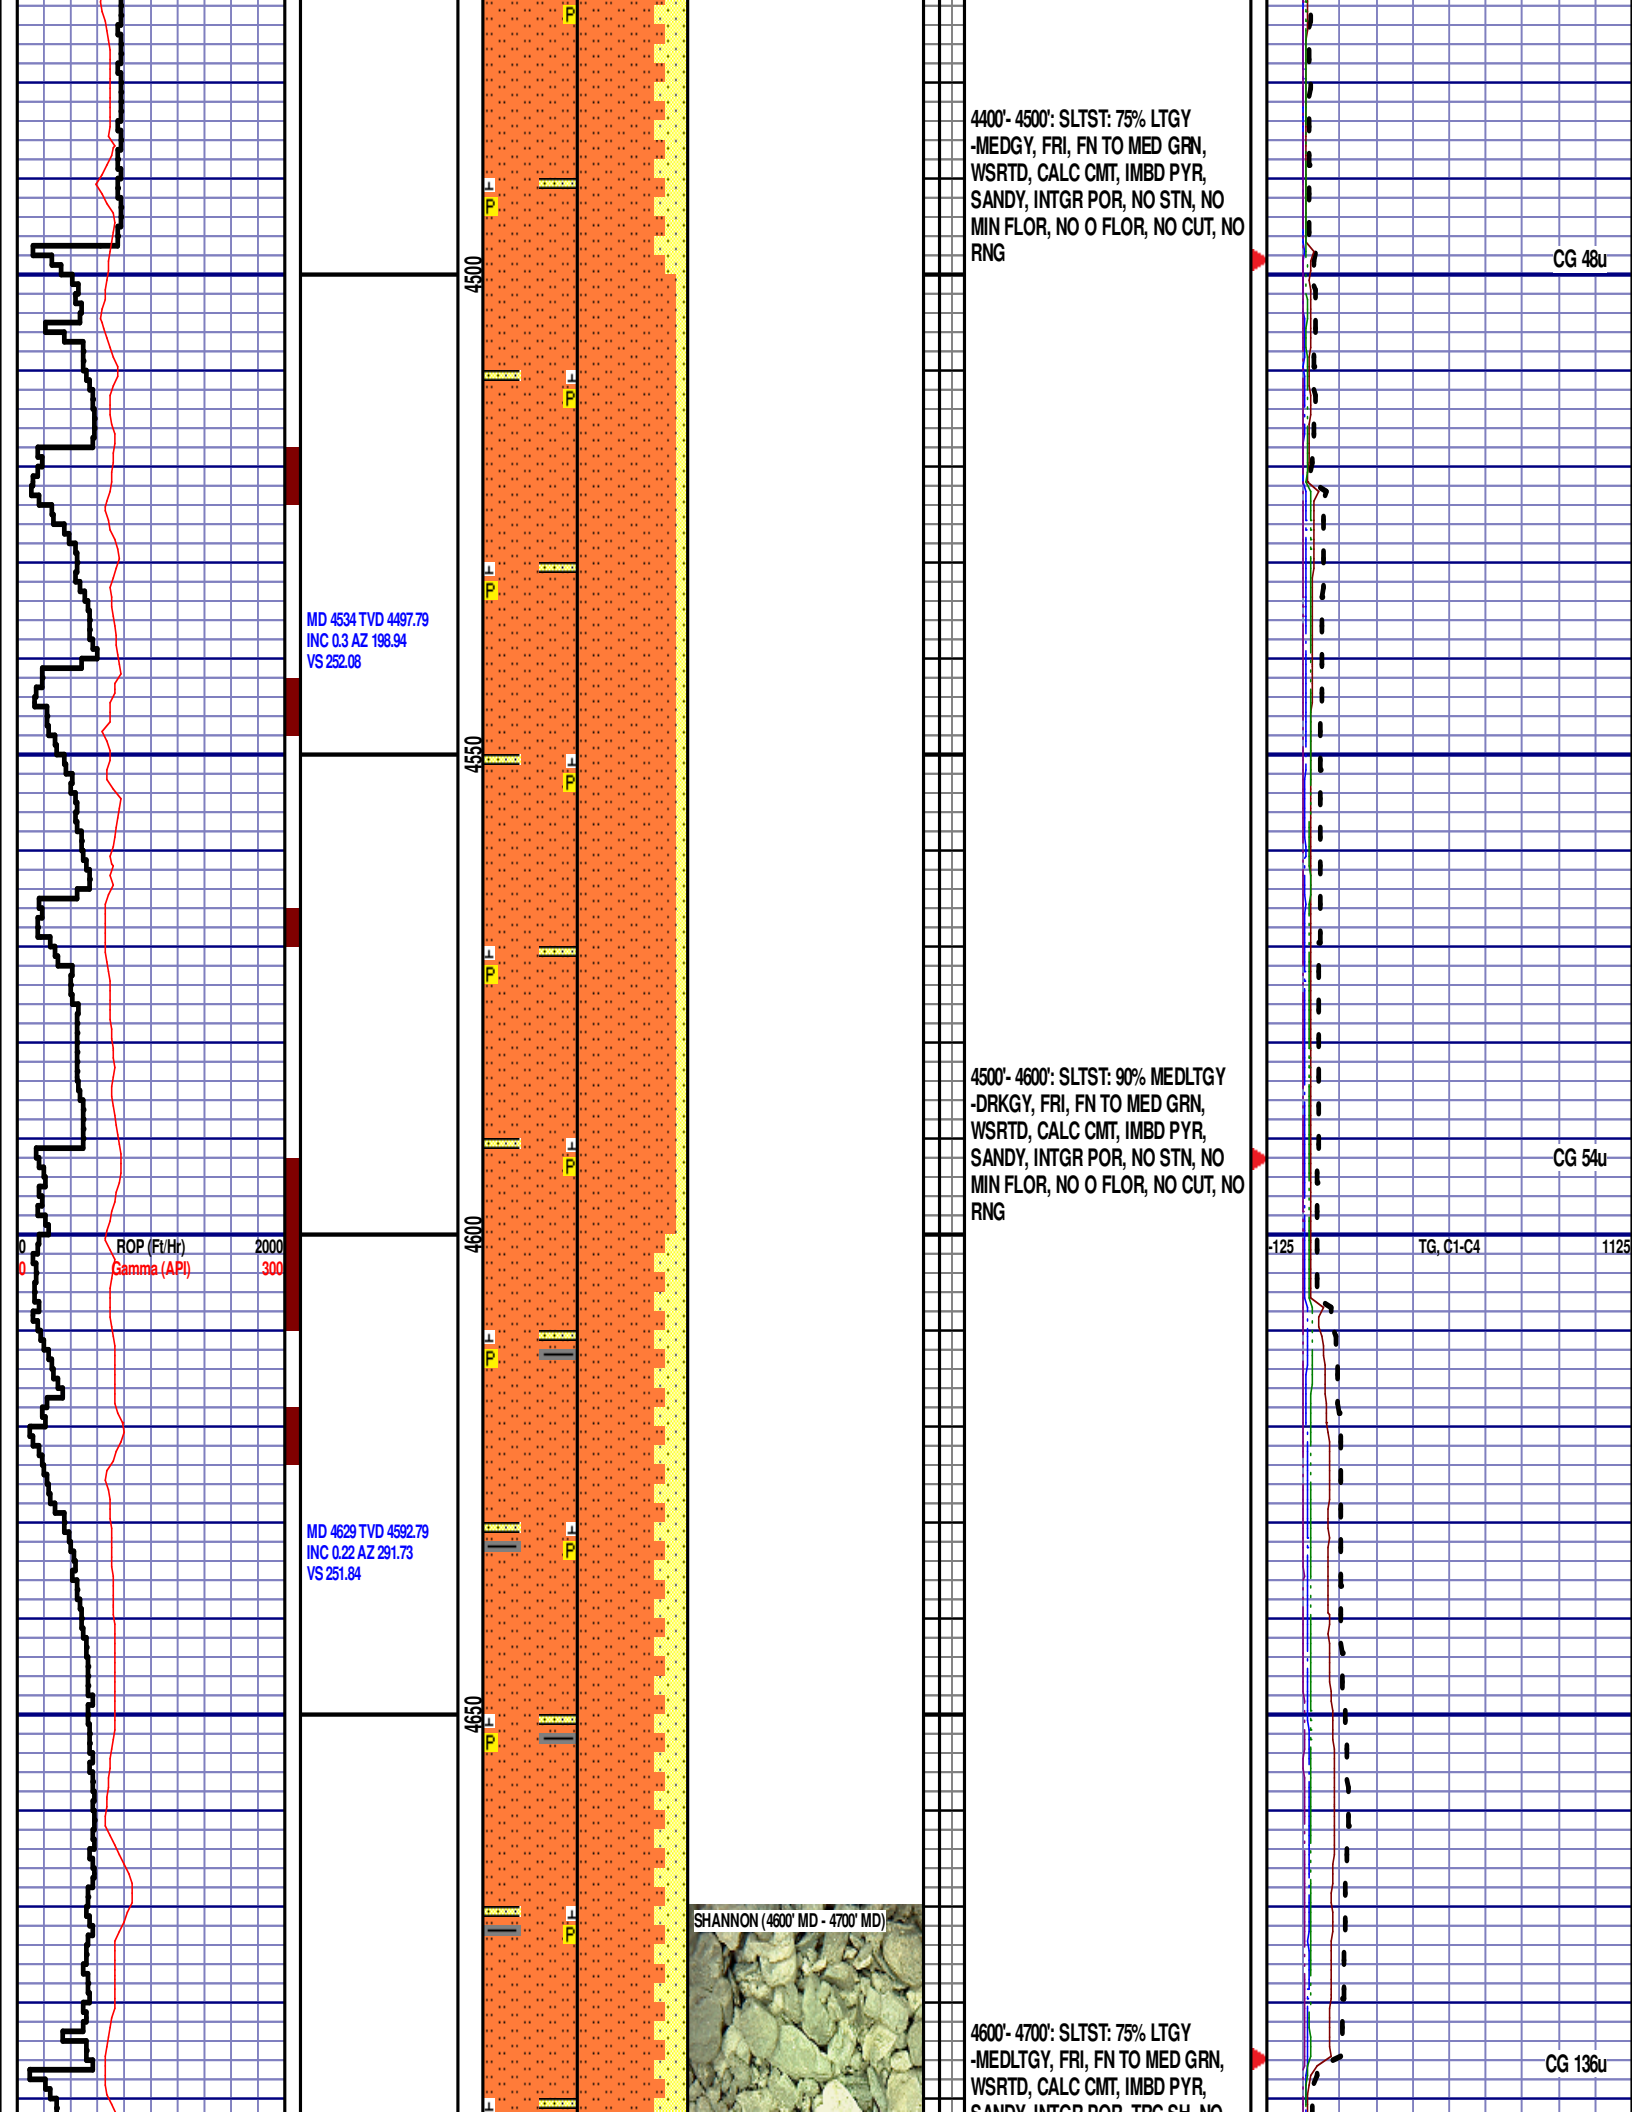 P
4400'- 4500': SLTST: 75% LTGY
-MEDGY, FRI, FN TO MED GRN,
WSRTD, CALC CMT, IMBD PYR,
SANDY, INTGR POR, NO STN, NO
MIN FLOR, NO O FLOR, NO CUT, NO
RNG
P
CG 48u
4500
P
P
MD 4534 TVD 4497.79
INC 0.3 AZ 198.94
VS 252.08
4550
P
P
4500'- 4600': SLTST: 90% MEDLTGY
-DRKGY, FRI, FN TO MED GRN,
WSRTD, CALC CMT, IMBD PYR,
SANDY, INTGR POR, NO STN, NO
MIN FLOR, NO O FLOR, NO CUT, NO
RNG
P
CG 54u
4600
0 ROP (Ft/Hr) 2000
0 Gamma (API) 300
-125 TG, C1-C4 1125
P
MD 4629 TVD 4592.79
INC 0.22 AZ 291.73
VS 251.84
P
4650
P
SHANNON (4600' MD - 4700' MD)
P
4600'- 4700': SLTST: 75% LTGY
-MEDLTGY, FRI, FN TO MED GRN,
WSRTD, CALC CMT, IMBD PYR,
SANDY, INTGR POR, TRC SH, NO
CG 136u